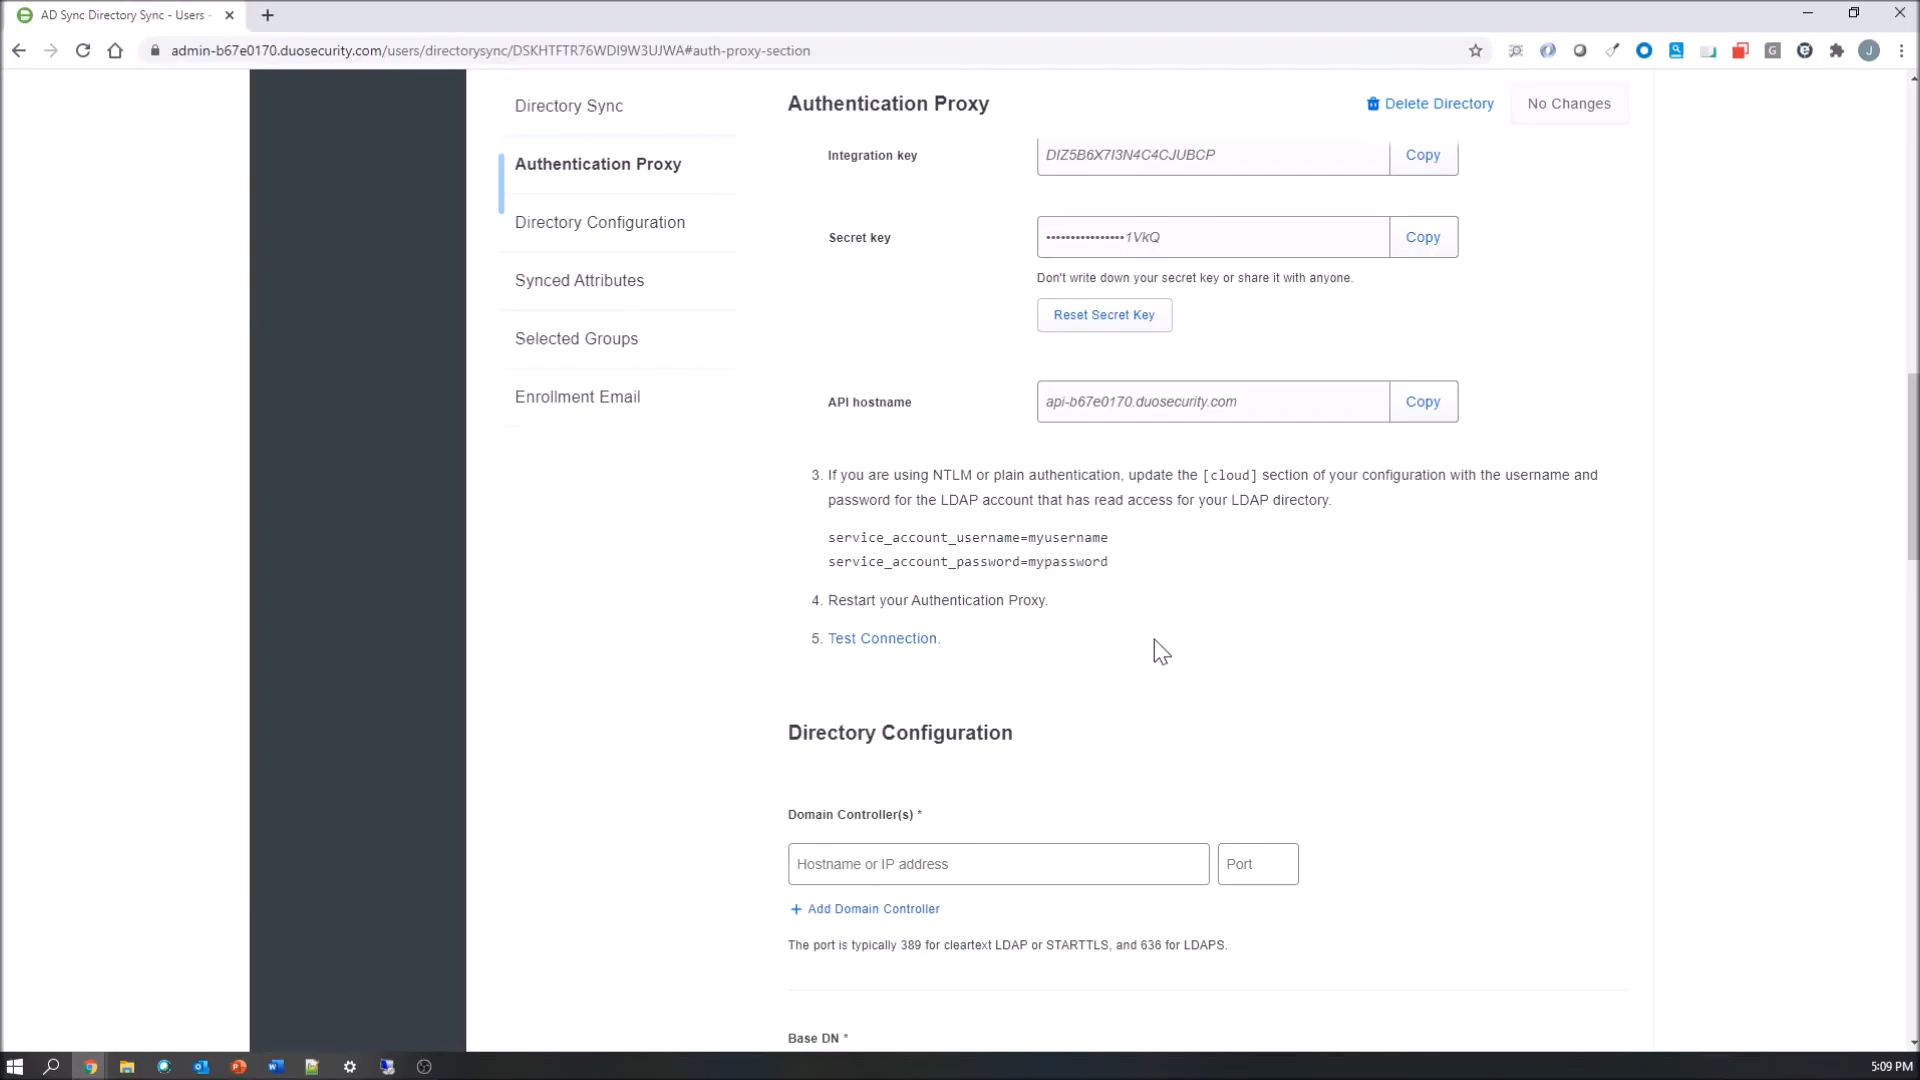 AD Sync Directory Sync - Users -
admin-b67e0170.duosecurity.com/users/directorysync/DSKHTFTR76WDI9W3UJWA#auth-proxy-section
Directory Sync
Authentication Proxy
Directory Configuration
Synced Attributes
Selected Groups
Enrollment Email
Authentication Proxy
Delete Directory
No Changes
Integration key
DIZ5B6X7I3N4C4CJUBCP
Copy
Secret key
••••••••••••••••1VkQ
Copy
Don't write down your secret key or share it with anyone.
Reset Secret Key
API hostname
api-b67e0170.duosecurity.com
Copy
3. If you are using NTLM or plain authentication, update the [cloud] section of your configuration with the username and
password for the LDAP account that has read access for your LDAP directory.
service_account_username=myusername
service_account_password=mypassword
4. Restart your Authentication Proxy.
5. Test Connection.
Directory Configuration
Domain Controller(s) *
Hostname or IP address
Port
+ Add Domain Controller
The port is typically 389 for cleartext LDAP or STARTTLS, and 636 for LDAPS.
Base DN *
5:09 PM